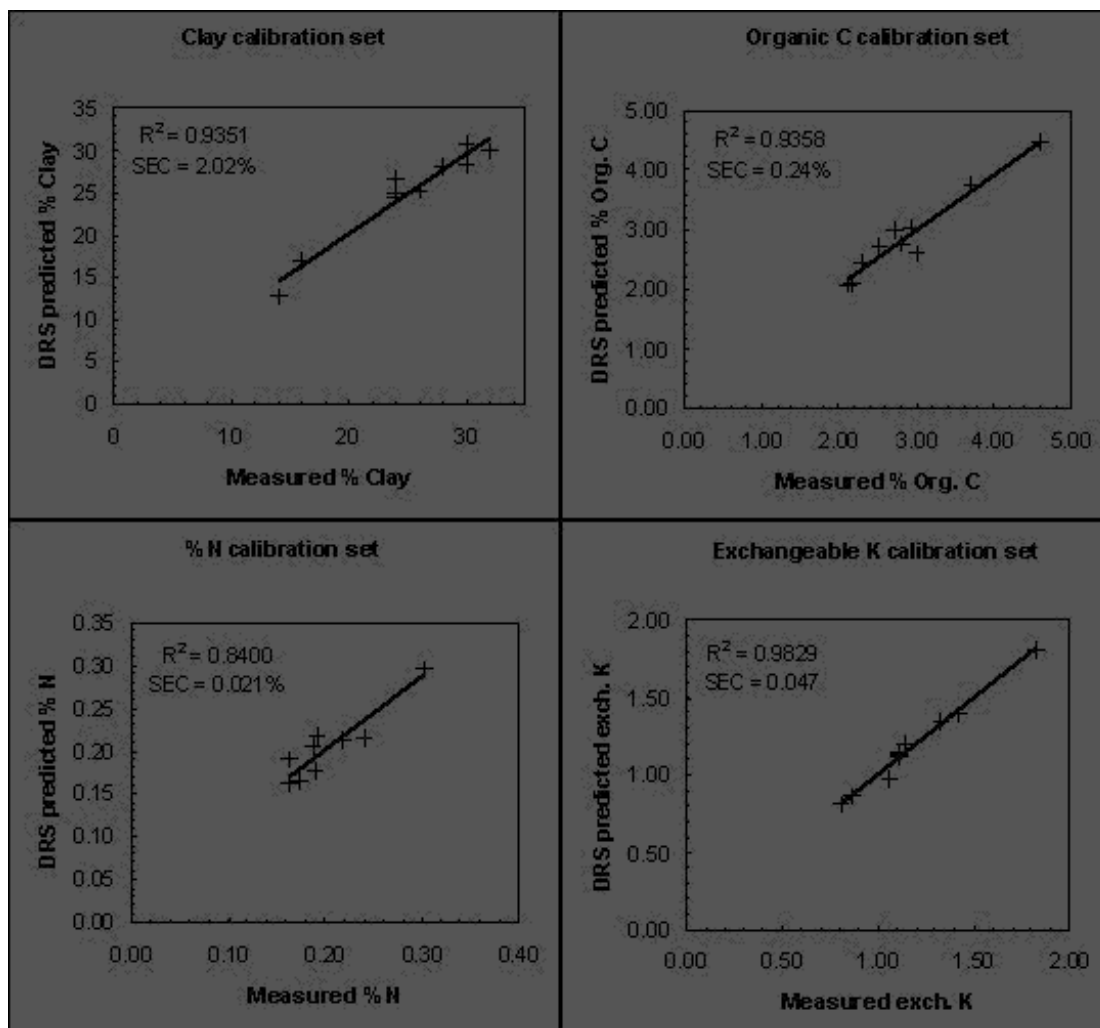 Clay calibration set
R² = 0.9351
SEC = 2.02%
DRS predicted % Clay
35
30
25
20
15
10
5
0
0 10 20 30
Measured % Clay
Organic C calibration set
R² = 0.9358
SEC = 0.24%
DRS predicted % Org. C
5.00
4.00
3.00
2.00
1.00
0.00
0.00 1.00 2.00 3.00 4.00 5.00
Measured % Org. C
% N calibration set
R² = 0.8400
SEC = 0.021%
DRS predicted % N
0.35
0.30
0.25
0.20
0.15
0.10
0.05
0.00
0.00 0.10 0.20 0.30 0.40
Measured % N
Exchangeable K calibration set
R² = 0.9829
SEC = 0.047
DRS predicted exch. K
2.00
1.50
1.00
0.50
0.00
0.00 0.50 1.00 1.50 2.00
Measured exch. K